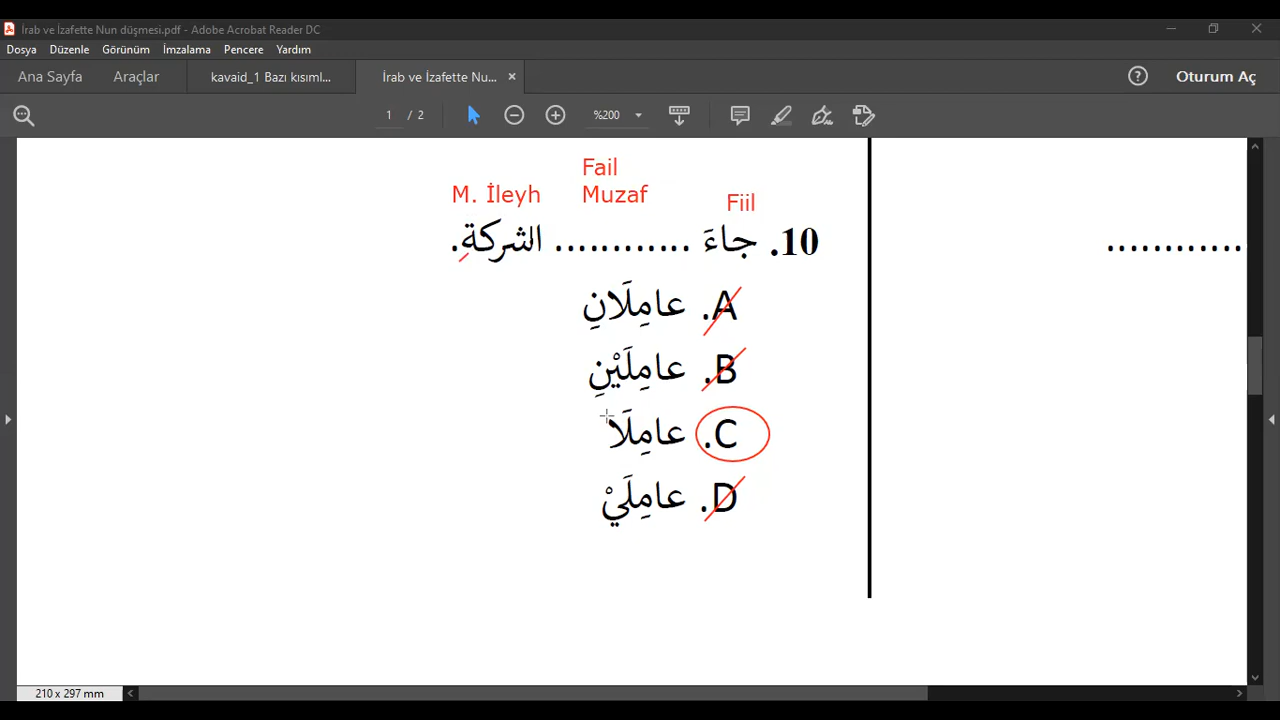 İrab ve İzafette Nun düşmesi.pdf - Adobe Acrobat Reader DC
Dosya Düzenle Görünüm İmzalama Pencere Yardım
Ana Sayfa Araçlar kavaid_1 Bazı kısıml... İrab ve İzafette Nu... × Oturum Aç
1 / 2 %200
Fail
M. İleyh Muzaf Fiil
10. جاءَ ............ الشركة.
.............
A. عامِلَانِ
B. عامِلَيْنِ
C. عامِلَا
D. عامِلَيْ
210 x 297 mm